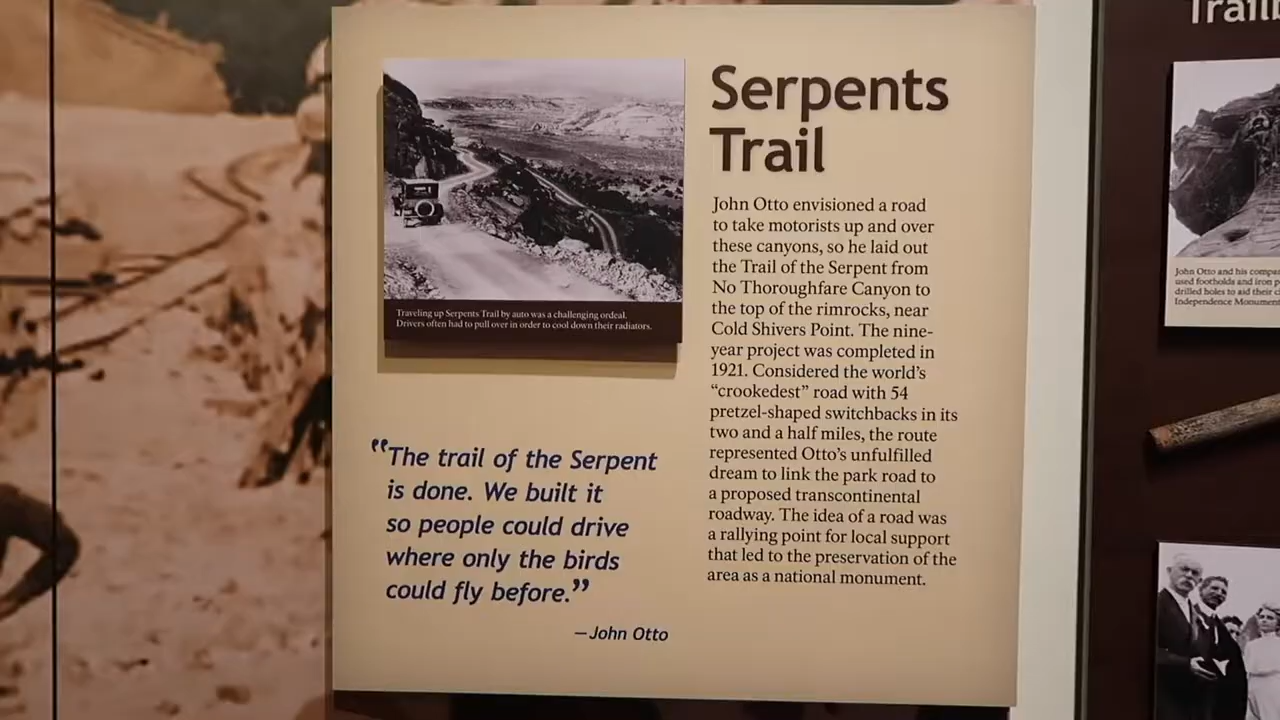 Serpents
Trail
John Otto envisioned a road
to take motorists up and over
these canyons, so he laid out
the Trail of the Serpent from
No Thoroughfare Canyon to
the top of the rimrocks, near
Cold Shivers Point. The nine-
year project was completed in
1921. Considered the world's
"crookedest" road with 54
pretzel-shaped switchbacks in its
two and a half miles, the route
represented Otto's unfulfilled
dream to link the park road to
a proposed transcontinental
roadway. The idea of a road was
a rallying point for local support
that led to the preservation of the
area as a national monument.
Traveling up Serpents Trail by auto was a challenging ordeal.
Drivers often had to pull over in order to cool down their radiators.
"The trail of the Serpent
is done. We built it
so people could drive
where only the birds
could fly before."
—John Otto
John Otto and his
used footholds and iron
drilled holes to aid their
Independence